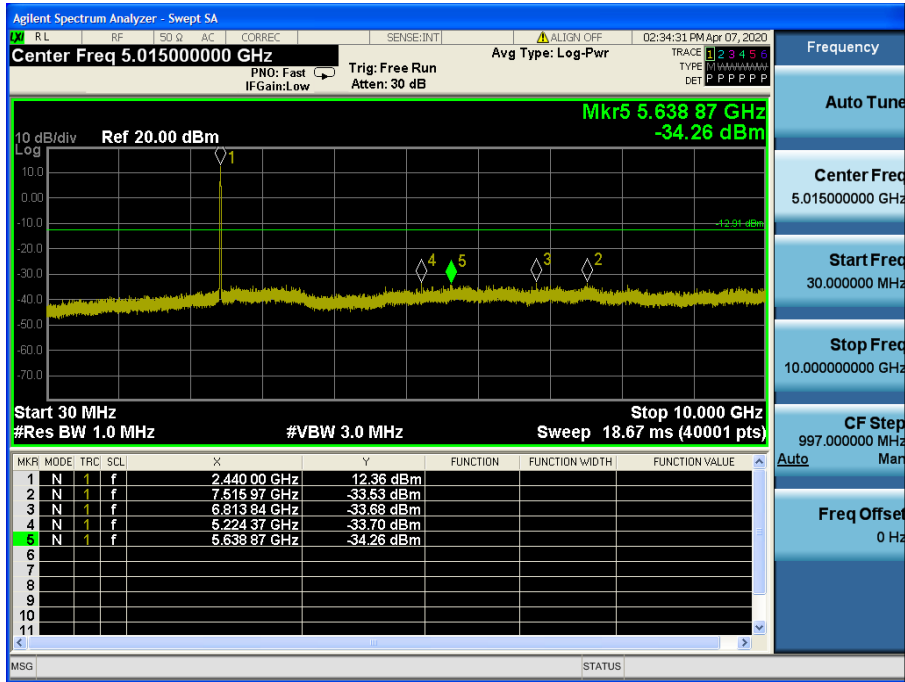 Agilent Spectrum Analyzer - Swept SA
LXI RL RF 50 Ω AC CORREC SENSE:INT ALIGN OFF 02:34:31 PM Apr 07, 2020
Center Freq 5.015000000 GHz
PNO: Fast
IFGain:Low
Trig: Free Run
Atten: 30 dB
Avg Type: Log-Pwr
TRACE 1 2 3 4 5 6
TYPE M WWWWW
DET P P P P P P
Mkr5 5.638 87 GHz
-34.26 dBm
10 dB/div Ref 20.00 dBm
Log
1
10.0
0.00
-10.0
-12.91 dBm
-20.0
4 5 3 2
-30.0
-40.0
-50.0
-60.0
-70.0
Start 30 MHz Stop 10.000 GHz
#Res BW 1.0 MHz #VBW 3.0 MHz Sweep 18.67 ms (40001 pts)
MKR MODE TRC SCL X Y FUNCTION FUNCTION WIDTH FUNCTION VALUE
1 N 1 f 2.440 00 GHz 12.36 dBm
2 N 1 f 7.515 97 GHz -33.53 dBm
3 N 1 f 6.813 84 GHz -33.68 dBm
4 N 1 f 5.224 37 GHz -33.70 dBm
5 N 1 f 5.638 87 GHz -34.26 dBm
6
7
8
9
10
11
MSG STATUS
Frequency
Auto Tune
Center Freq
5.015000000 GHz
Start Freq
30.000000 MHz
Stop Freq
10.000000000 GHz
CF Step
997.000000 MHz
Auto Man
Freq Offset
0 Hz